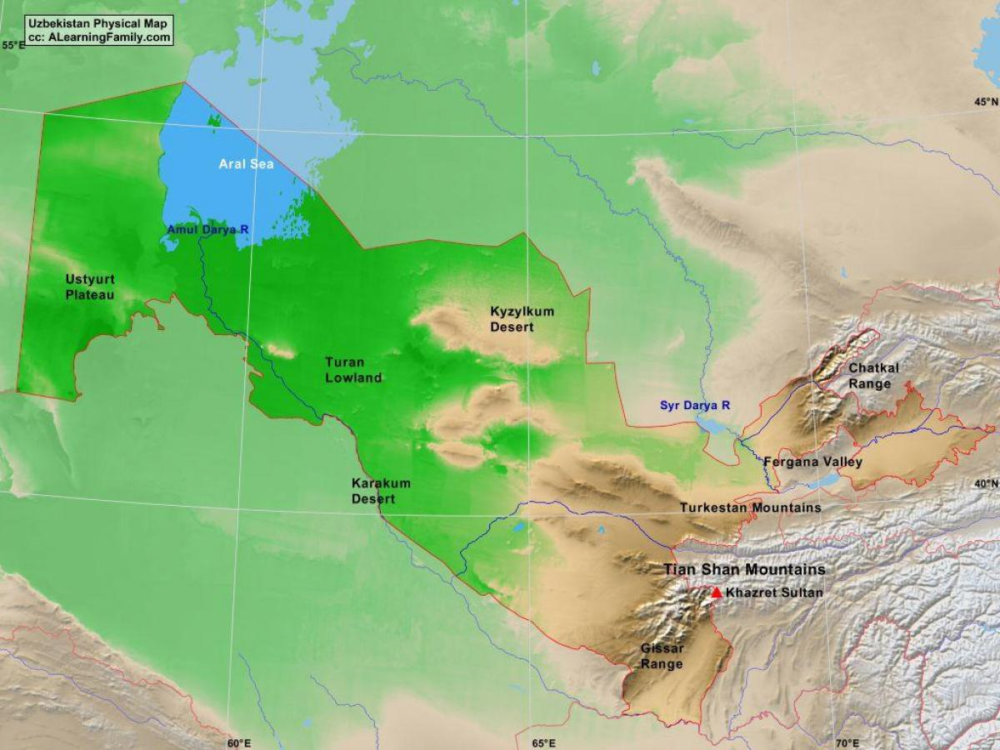 Uzbekistan Physical Map
cc: ALearningFamily.com
55°E
45°N
Aral Sea
Amul Darya R
Ustyurt
Plateau
Kyzylkum
Desert
Turan
Lowland
Chatkal
Range
Syr Darya R
Fergana Valley
Karakum
Desert
40°N
Turkestan Mountains
Tian Shan Mountains
Khazret Sultan
Gissar
Range
60°E
65°E
70°E